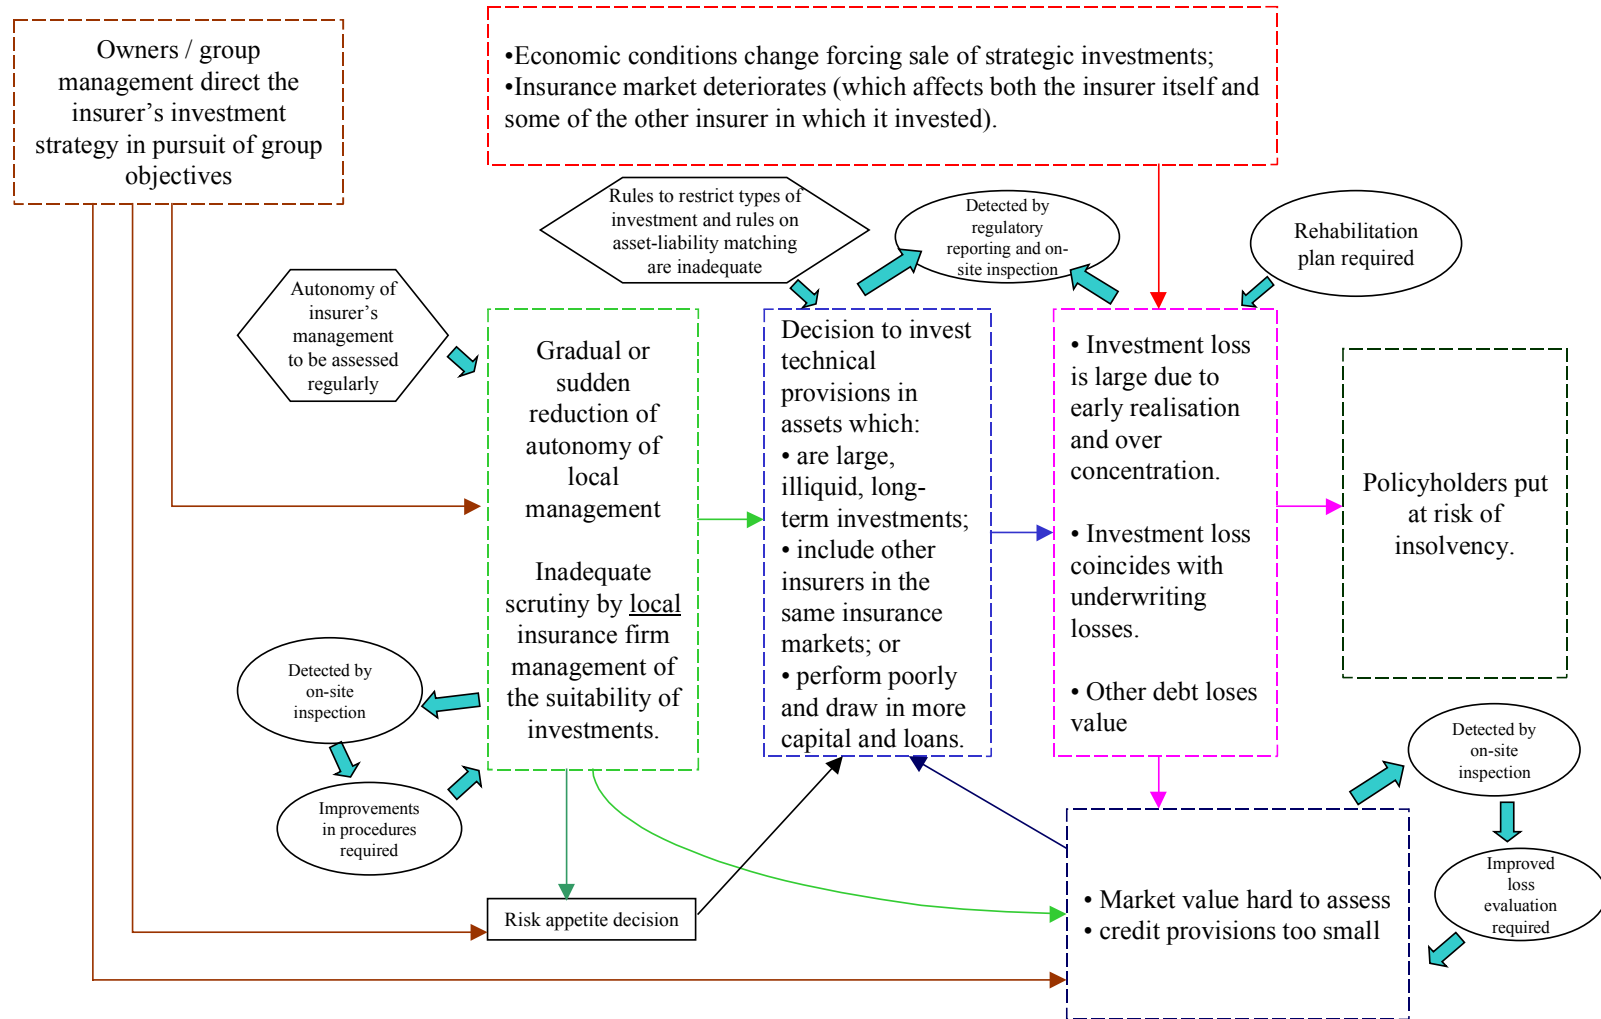 Owners / group
management direct the
insurer’s investment
strategy in pursuit of group
objectives
•Economic conditions change forcing sale of strategic investments;
•Insurance market deteriorates (which affects both the insurer itself and
some of the other insurer in which it invested).
Rules to restrict types of
investment and rules on
asset-liability matching
are inadequate
Detected by
regulatory
reporting and on-
site inspection
Rehabilitation
plan required
Autonomy of
insurer’s
management
to be assessed
regularly
Gradual or
sudden
reduction of
autonomy of
local
management
Inadequate
scrutiny by local
insurance firm
management of
the suitability of
investments.
Decision to invest
technical
provisions in
assets which:
• are large,
illiquid, long-
term investments;
• include other
insurers in the
same insurance
markets; or
• perform poorly
and draw in more
capital and loans.
• Investment loss
is large due to
early realisation
and over
concentration.
• Investment loss
coincides with
underwriting
losses.
• Other debt loses
value
Policyholders put
at risk of
insolvency.
Detected by
on-site
inspection
Improvements
in procedures
required
Risk appetite decision
• Market value hard to assess
• credit provisions too small
Detected by
on-site
inspection
Improved
loss
evaluation
required